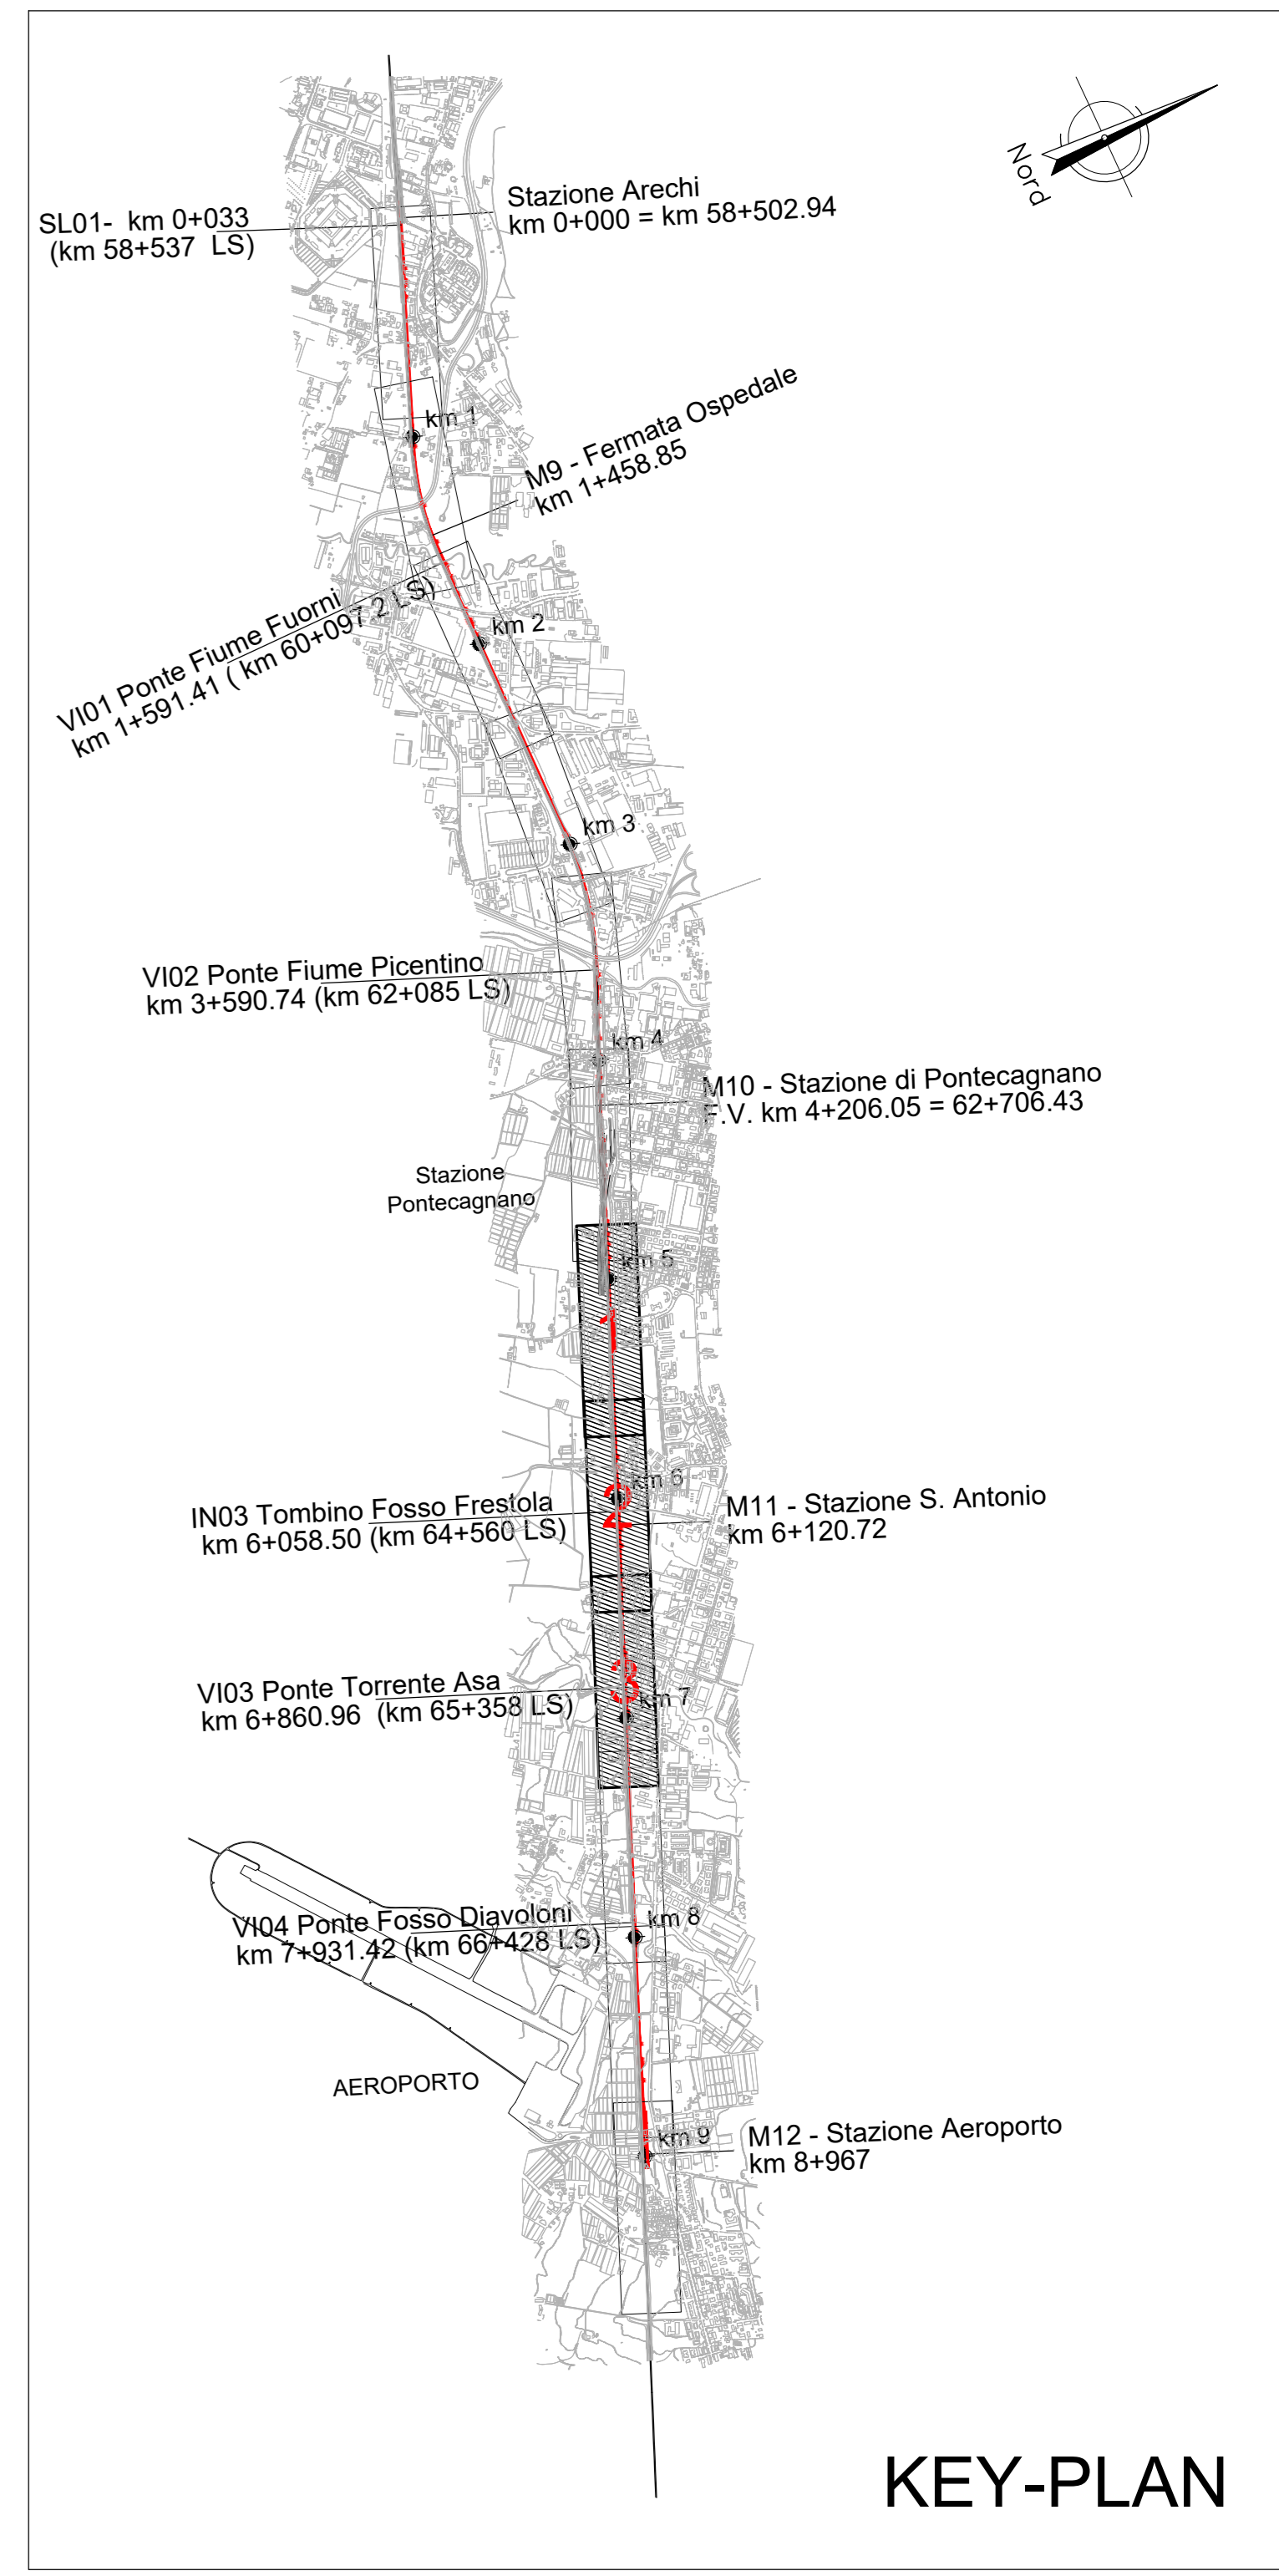 Nord
Stazione Arechi
km 0+000 = km 58+502.94
SL01- km 0+033
(km 58+537 LS)
km 1
M9 - Fermata Ospedale
km 1+458.85
VI01 Ponte Fiume Fuorni
km 1+591.41 ( km 60+097.2 LS)
km 2
km 3
VI02 Ponte Fiume Picentino
km 3+590.74 (km 62+085 LS)
km 4
M10 - Stazione di Pontecagnano
F.V. km 4+206.05 = 62+706.43
Stazione
Pontecagnano
km 5
1
km 6
2
IN03 Tombino Fosso Frestola
km 6+058.50 (km 64+560 LS)
M11 - Stazione S. Antonio
km 6+120.72
3
VI03 Ponte Torrente Asa
km 6+860.96 (km 65+358 LS)
km 7
VI04 Ponte Fosso Diavoloni
km 7+931.42 (km 66+428 LS)
km 8
AEROPORTO
km 9
M12 - Stazione Aeroporto
km 8+967
KEY-PLAN